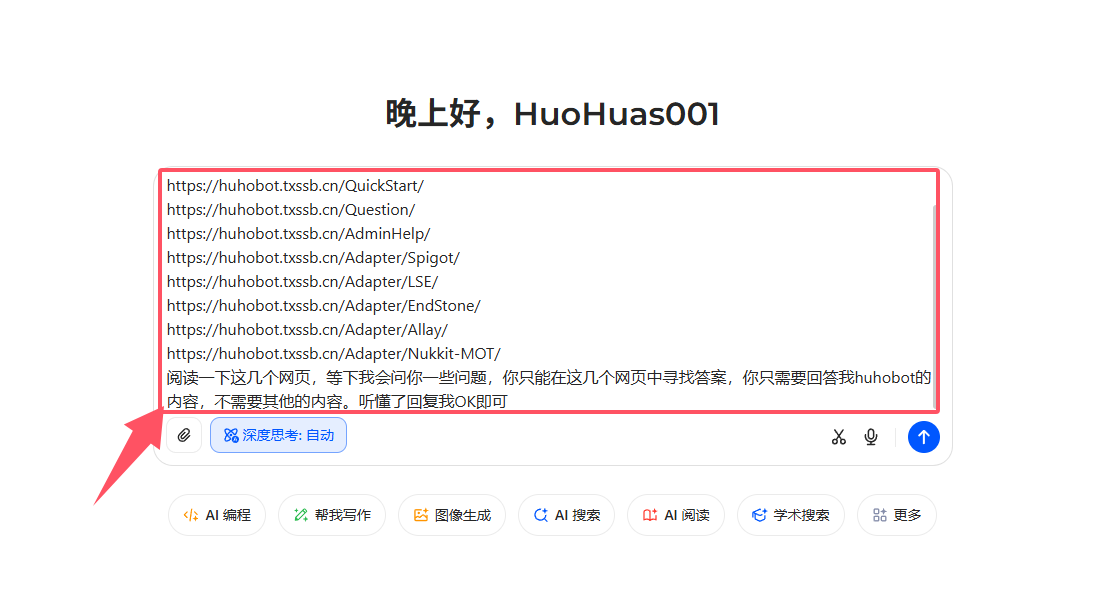 晚上好，HuoHuas001
https://huhobot.txssb.cn/QuickStart/
https://huhobot.txssb.cn/Question/
https://huhobot.txssb.cn/AdminHelp/
https://huhobot.txssb.cn/Adapter/Spigot/
https://huhobot.txssb.cn/Adapter/LSE/
https://huhobot.txssb.cn/Adapter/EndStone/
https://huhobot.txssb.cn/Adapter/Allay/
https://huhobot.txssb.cn/Adapter/Nukkit-MOT/
阅读一下这几个网页，等下我会问你一些问题，你只能在这几个网页中寻找答案，你只需要回答我huhobot的
内容，不需要其他的内容。听懂了回复我OK即可
深度思考: 自动
AI 编程 帮我写作 图像生成 AI 搜索 AI 阅读 学术搜索 更多